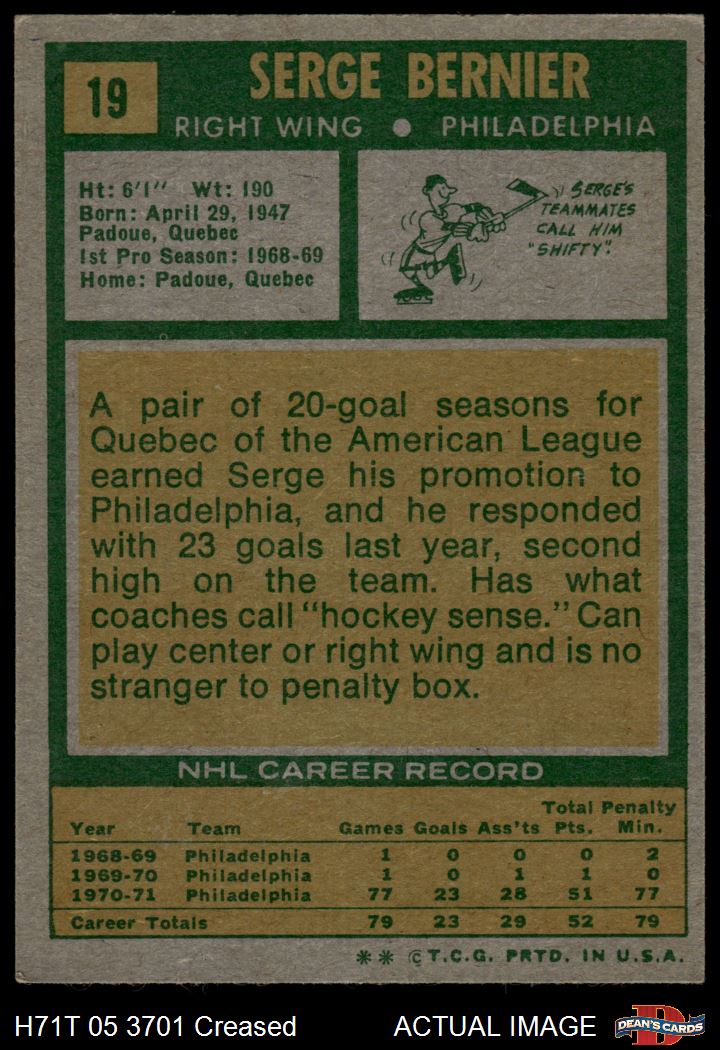 19
SERGE BERNIER
RIGHT WING ● PHILADELPHIA
Ht: 6'1" Wt: 190
Born: April 29, 1947
Padoue, Quebec
1st Pro Season: 1968-69
Home: Padoue, Quebec
SERGE'S
TEAMMATES
CALL HIM
"SHIFTY".
A pair of 20-goal seasons for
Quebec of the American League
earned Serge his promotion to
Philadelphia, and he responded
with 23 goals last year, second
high on the team. Has what
coaches call "hockey sense." Can
play center or right wing and is no
stranger to penalty box.
NHL CAREER RECORD
Total Penalty
Year Team Games Goals Ass'ts Pts. Min.
1968-69 Philadelphia 1 0 0 0 2
1969-70 Philadelphia 1 0 1 1 0
1970-71 Philadelphia 77 23 28 51 77
Career Totals 79 23 29 52 79
** © T.C.G. PRTD. IN U.S.A.
H71T 05 3701 Creased ACTUAL IMAGE
DEAN'S CARDS